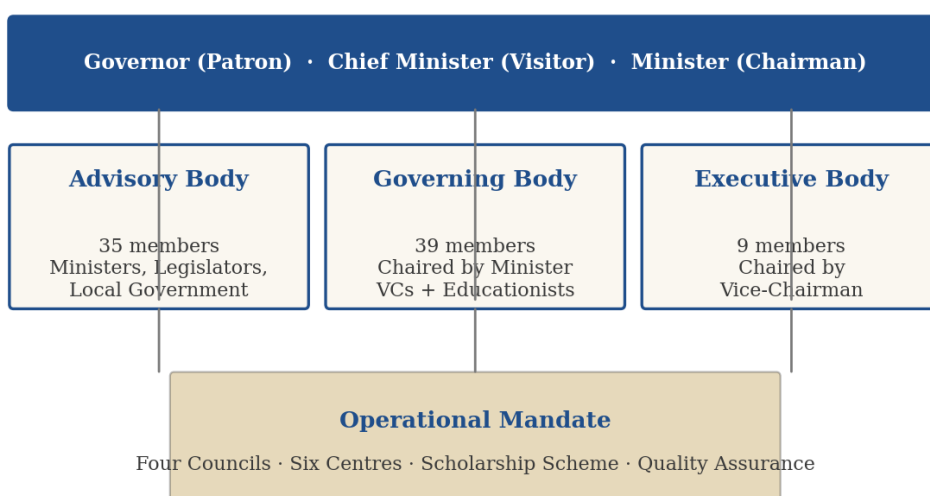 Governor (Patron) · Chief Minister (Visitor) · Minister (Chairman)
Advisory Body
35 members
Ministers, Legislators,
Local Government
Governing Body
39 members
Chaired by Minister
VCs + Educationists
Executive Body
9 members
Chaired by
Vice-Chairman
Operational Mandate
Four Councils · Six Centres · Scholarship Scheme · Quality Assurance